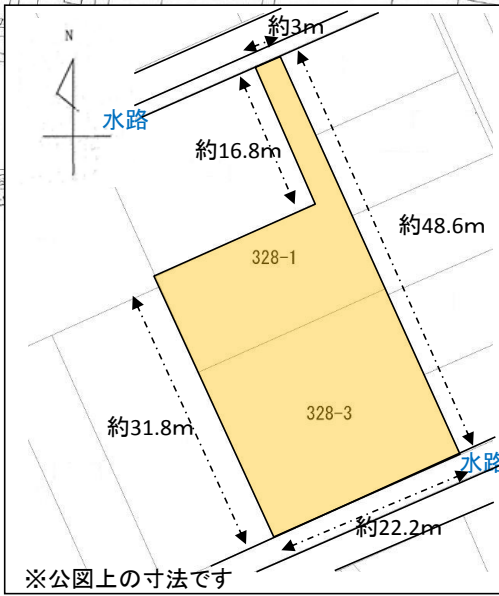 約3m
N
水路
約16.8m
約48.6m
328-1
約31.8m
328-3
水路
約22.2m
※公図上の寸法です